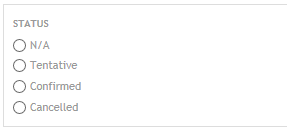 STATUS
N/A
Tentative
Confirmed
Cancelled